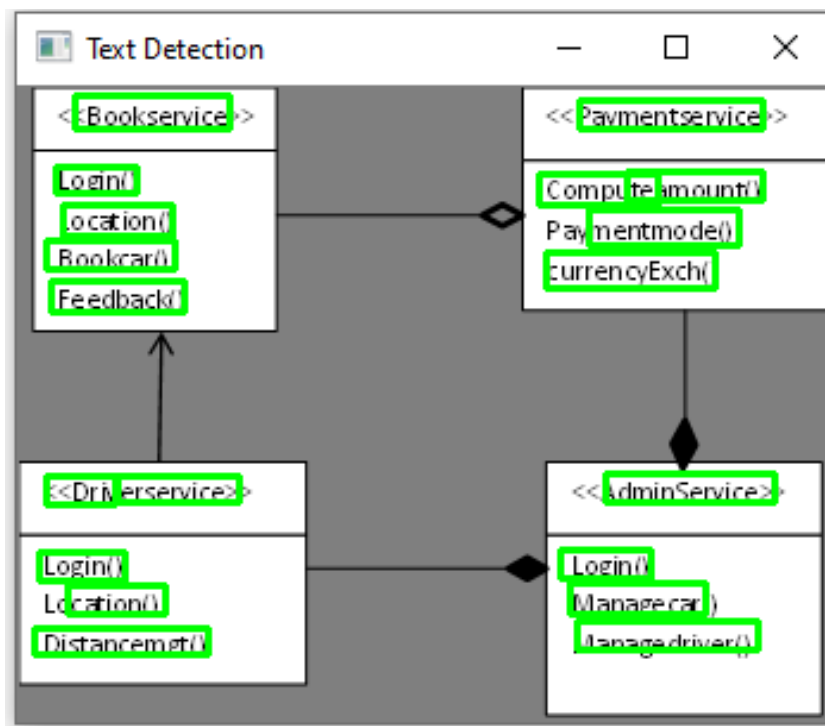 Text Detection
<<Bookservice>>
Login()
Location()
Bookcar()
Feedback()
<<Paymentservice>>
Computeamount()
Paymentmode()
currencyExch(
<<Driverservice>>
Login()
Location()
Distancemgt()
<<AdminService>>
Login()
Managecar()
Managedriver()